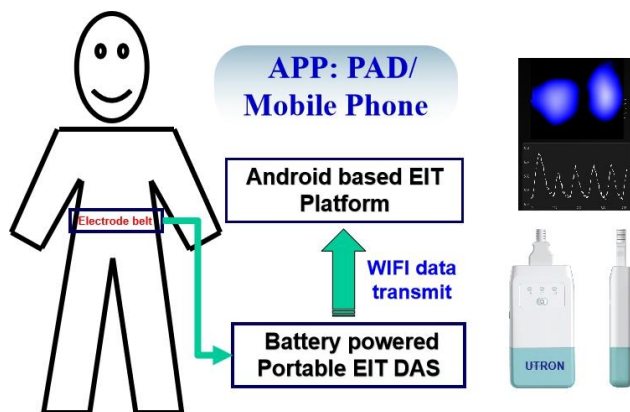 APP: PAD/
Mobile Phone
Android based EIT
Platform
Electrode belt
WIFI data
transmit
Battery powered
Portable EIT DAS
UTRON